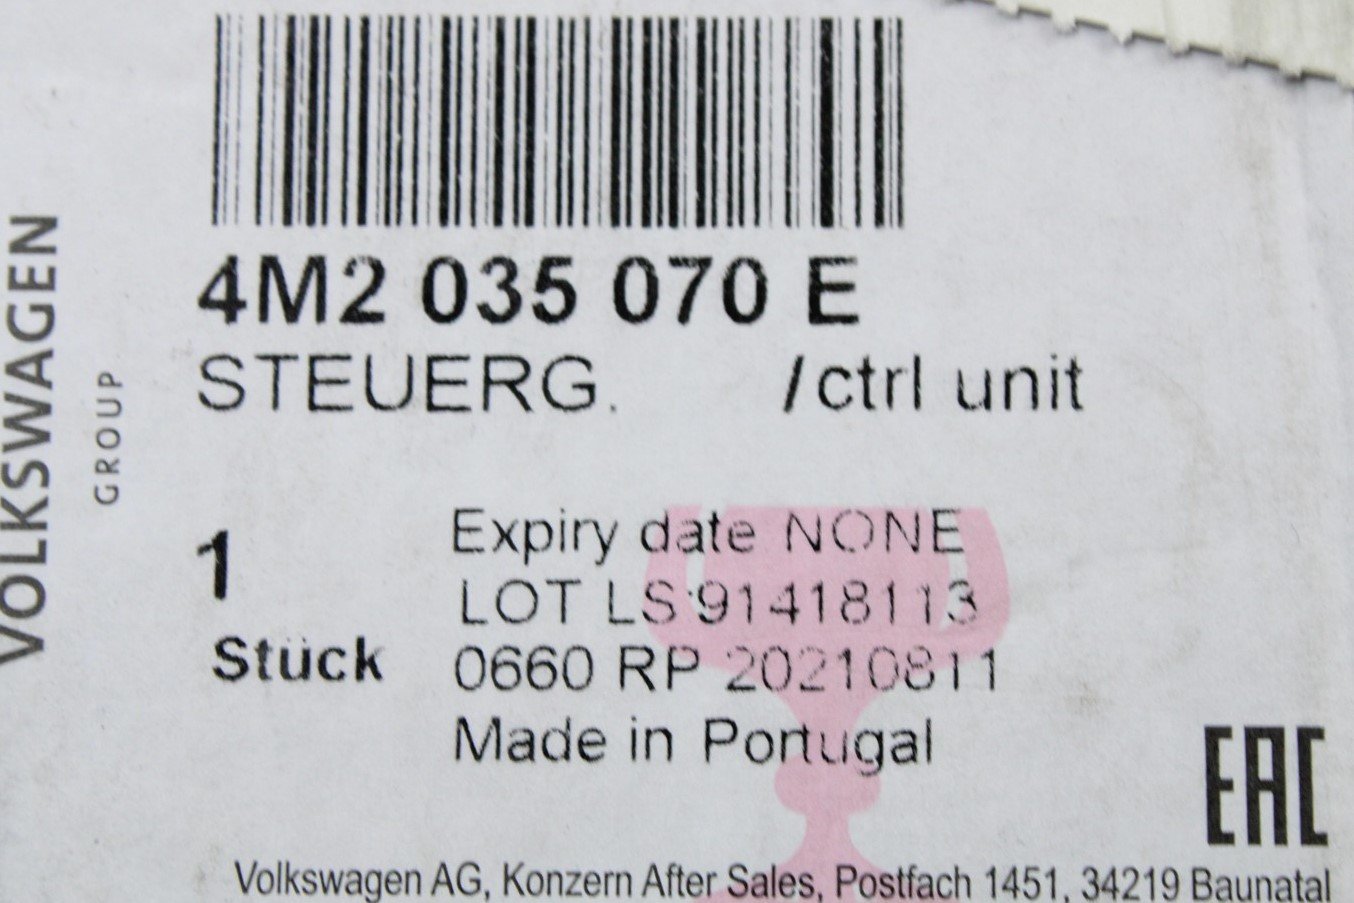 VOLKSWAGEN
GROUP
4M2 035 070 E
STEUERG. /ctrl unit
1
Stück
Expiry date NONE
LOT LS 91418113
0660 RP 20210811
Made in Portugal
EAC
Volkswagen AG, Konzern After Sales, Postfach 1451, 34219 Baunatal